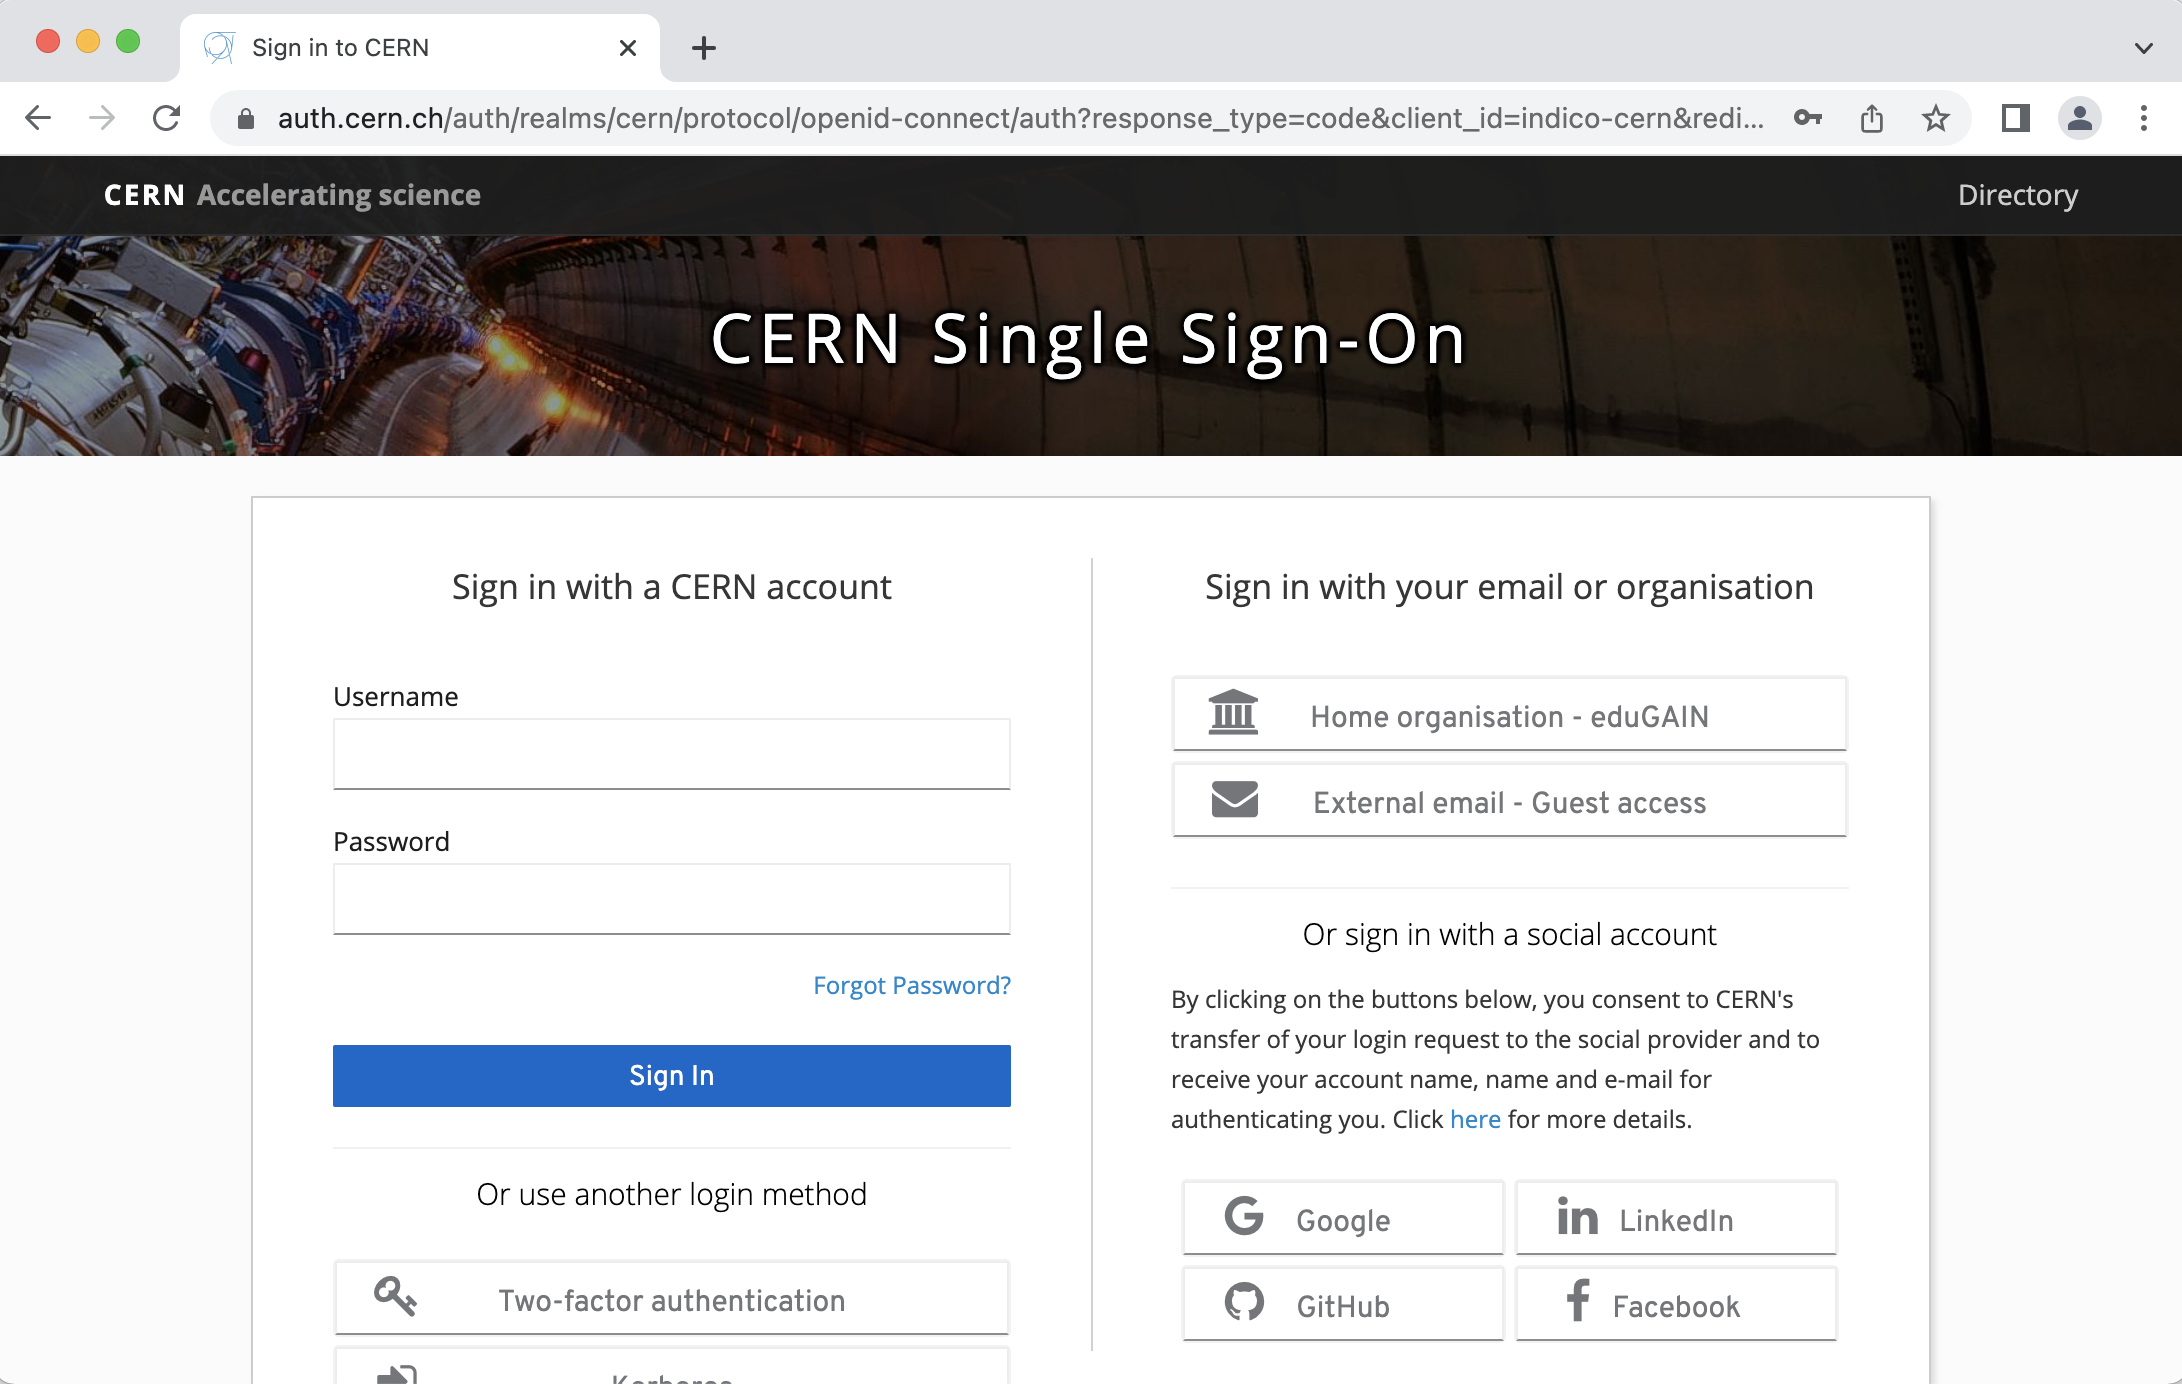 Sign in to CERN
auth.cern.ch/auth/realms/cern/protocol/openid-connect/auth?response_type=code&client_id=indico-cern&redi...
CERN Accelerating science
Directory
CERN Single Sign-On
Sign in with a CERN account
Username
Password
Forgot Password?
Sign In
Or use another login method
Two-factor authentication
Kerberos
Sign in with your email or organisation
Home organisation - eduGAIN
External email - Guest access
Or sign in with a social account
By clicking on the buttons below, you consent to CERN's
transfer of your login request to the social provider and to
receive your account name, name and e-mail for
authenticating you. Click here for more details.
Google
LinkedIn
GitHub
Facebook